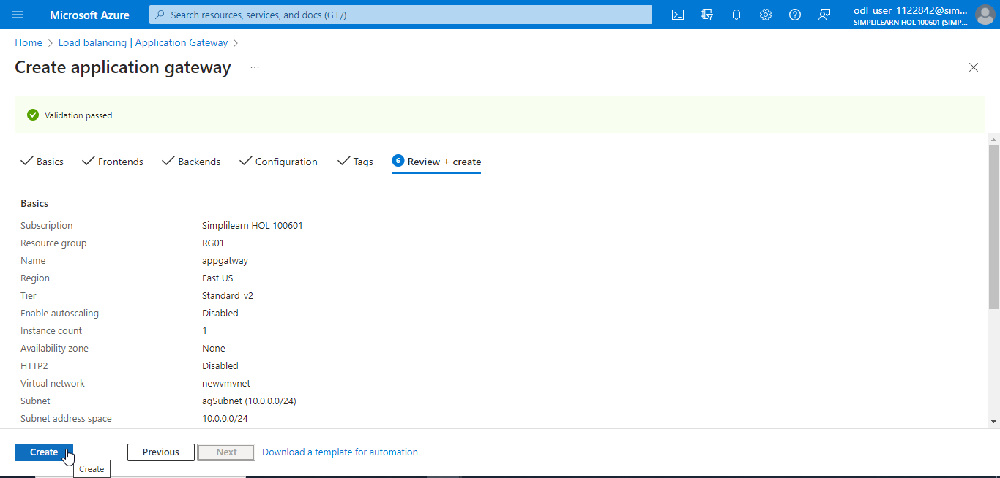 Microsoft Azure
Search resources, services, and docs (G+/)
odl_user_1122842@sim...
SIMPLILEARN HOL 100601 (SIMP...
Home > Load balancing | Application Gateway >
Create application gateway ...
Validation passed
Basics Frontends Backends Configuration Tags 6 Review + create
Basics
Subscription Simplilearn HOL 100601
Resource group RG01
Name appgatway
Region East US
Tier Standard_v2
Enable autoscaling Disabled
Instance count 1
Availability zone None
HTTP2 Disabled
Virtual network newvmvnet
Subnet agSubnet (10.0.0.0/24)
Subnet address space 10.0.0.0/24
Create Previous Next Download a template for automation
Create